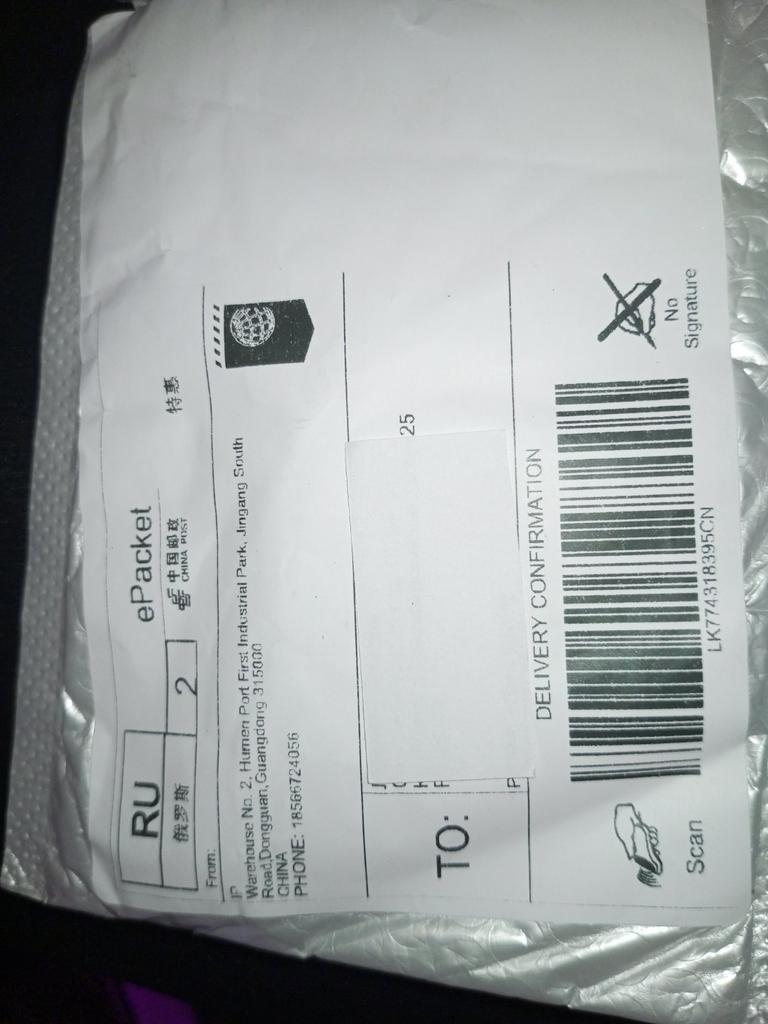 RU
俄罗斯
2
ePacket
中国邮政
CHINA POST
特惠
From:
Warehouse No. 2, Humen Port First Industrial Park, Jingang South
Road,Dongguan,Guangdong 315000
CHINA
PHONE: 18566724056
TO:
25
DELIVERY CONFIRMATION
Scan
LK774318395CN
No
Signature